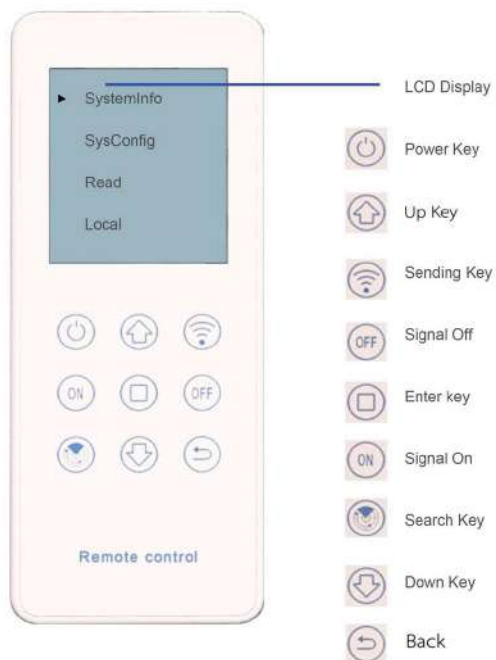 LCD Display
SystemInfo
SysConfig
Power Key
Read
Up Key
Local
Sending Key
Signal Off
OFF
ON
OFF
Enter key
ON
Signal On
Search Key
Remote control
Down Key
Back